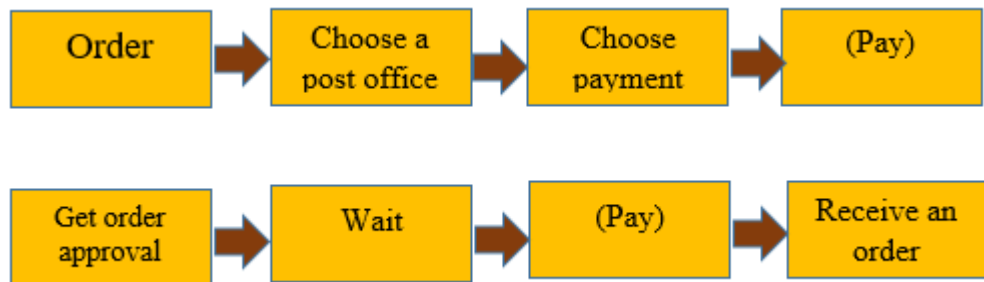 Order
Choose a
post office
Choose
payment
(Pay)
Get order
approval
Wait
(Pay)
Receive an
order